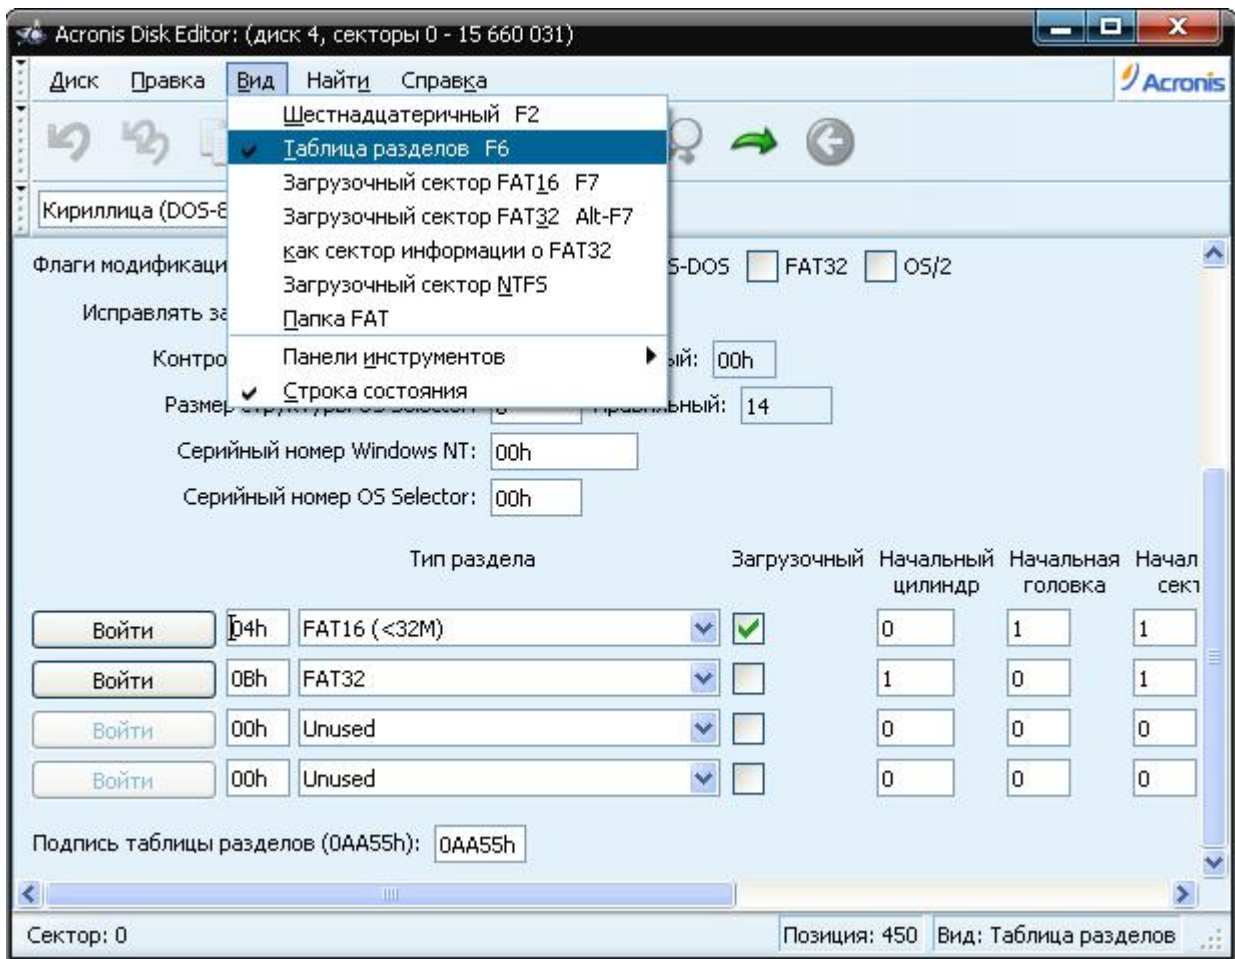 Acronis Disk Editor: (диск 4, секторы 0 - 15 660 031)
Диск Правка Вид Найти Справка
Acronis
Шестнадцатеричный F2
Таблица разделов F6
Загрузочный сектор FAT16 F7
Загрузочный сектор FAT32 Alt-F7
как сектор информации о FAT32
Загрузочный сектор NTFS
Папка FAT
Панели инструментов
Строка состояния
Кириллица (DOS-8
Флаги модификаци S-DOS FAT32 OS/2
Исправлять за
Контро ый: 00h
Размер структуры OS Selector: 0 Правильный: 14
Серийный номер Windows NT: 00h
Серийный номер OS Selector: 00h
Тип раздела Загрузочный Начальный цилиндр Начальная головка Начал сект
Войти 04h FAT16 (<32M) 0 1 1
Войти 0Bh FAT32 1 0 1
Войти 00h Unused 0 0 0
Войти 00h Unused 0 0 0
Подпись таблицы разделов (0AA55h): 0AA55h
Сектор: 0 Позиция: 450 Вид: Таблица разделов